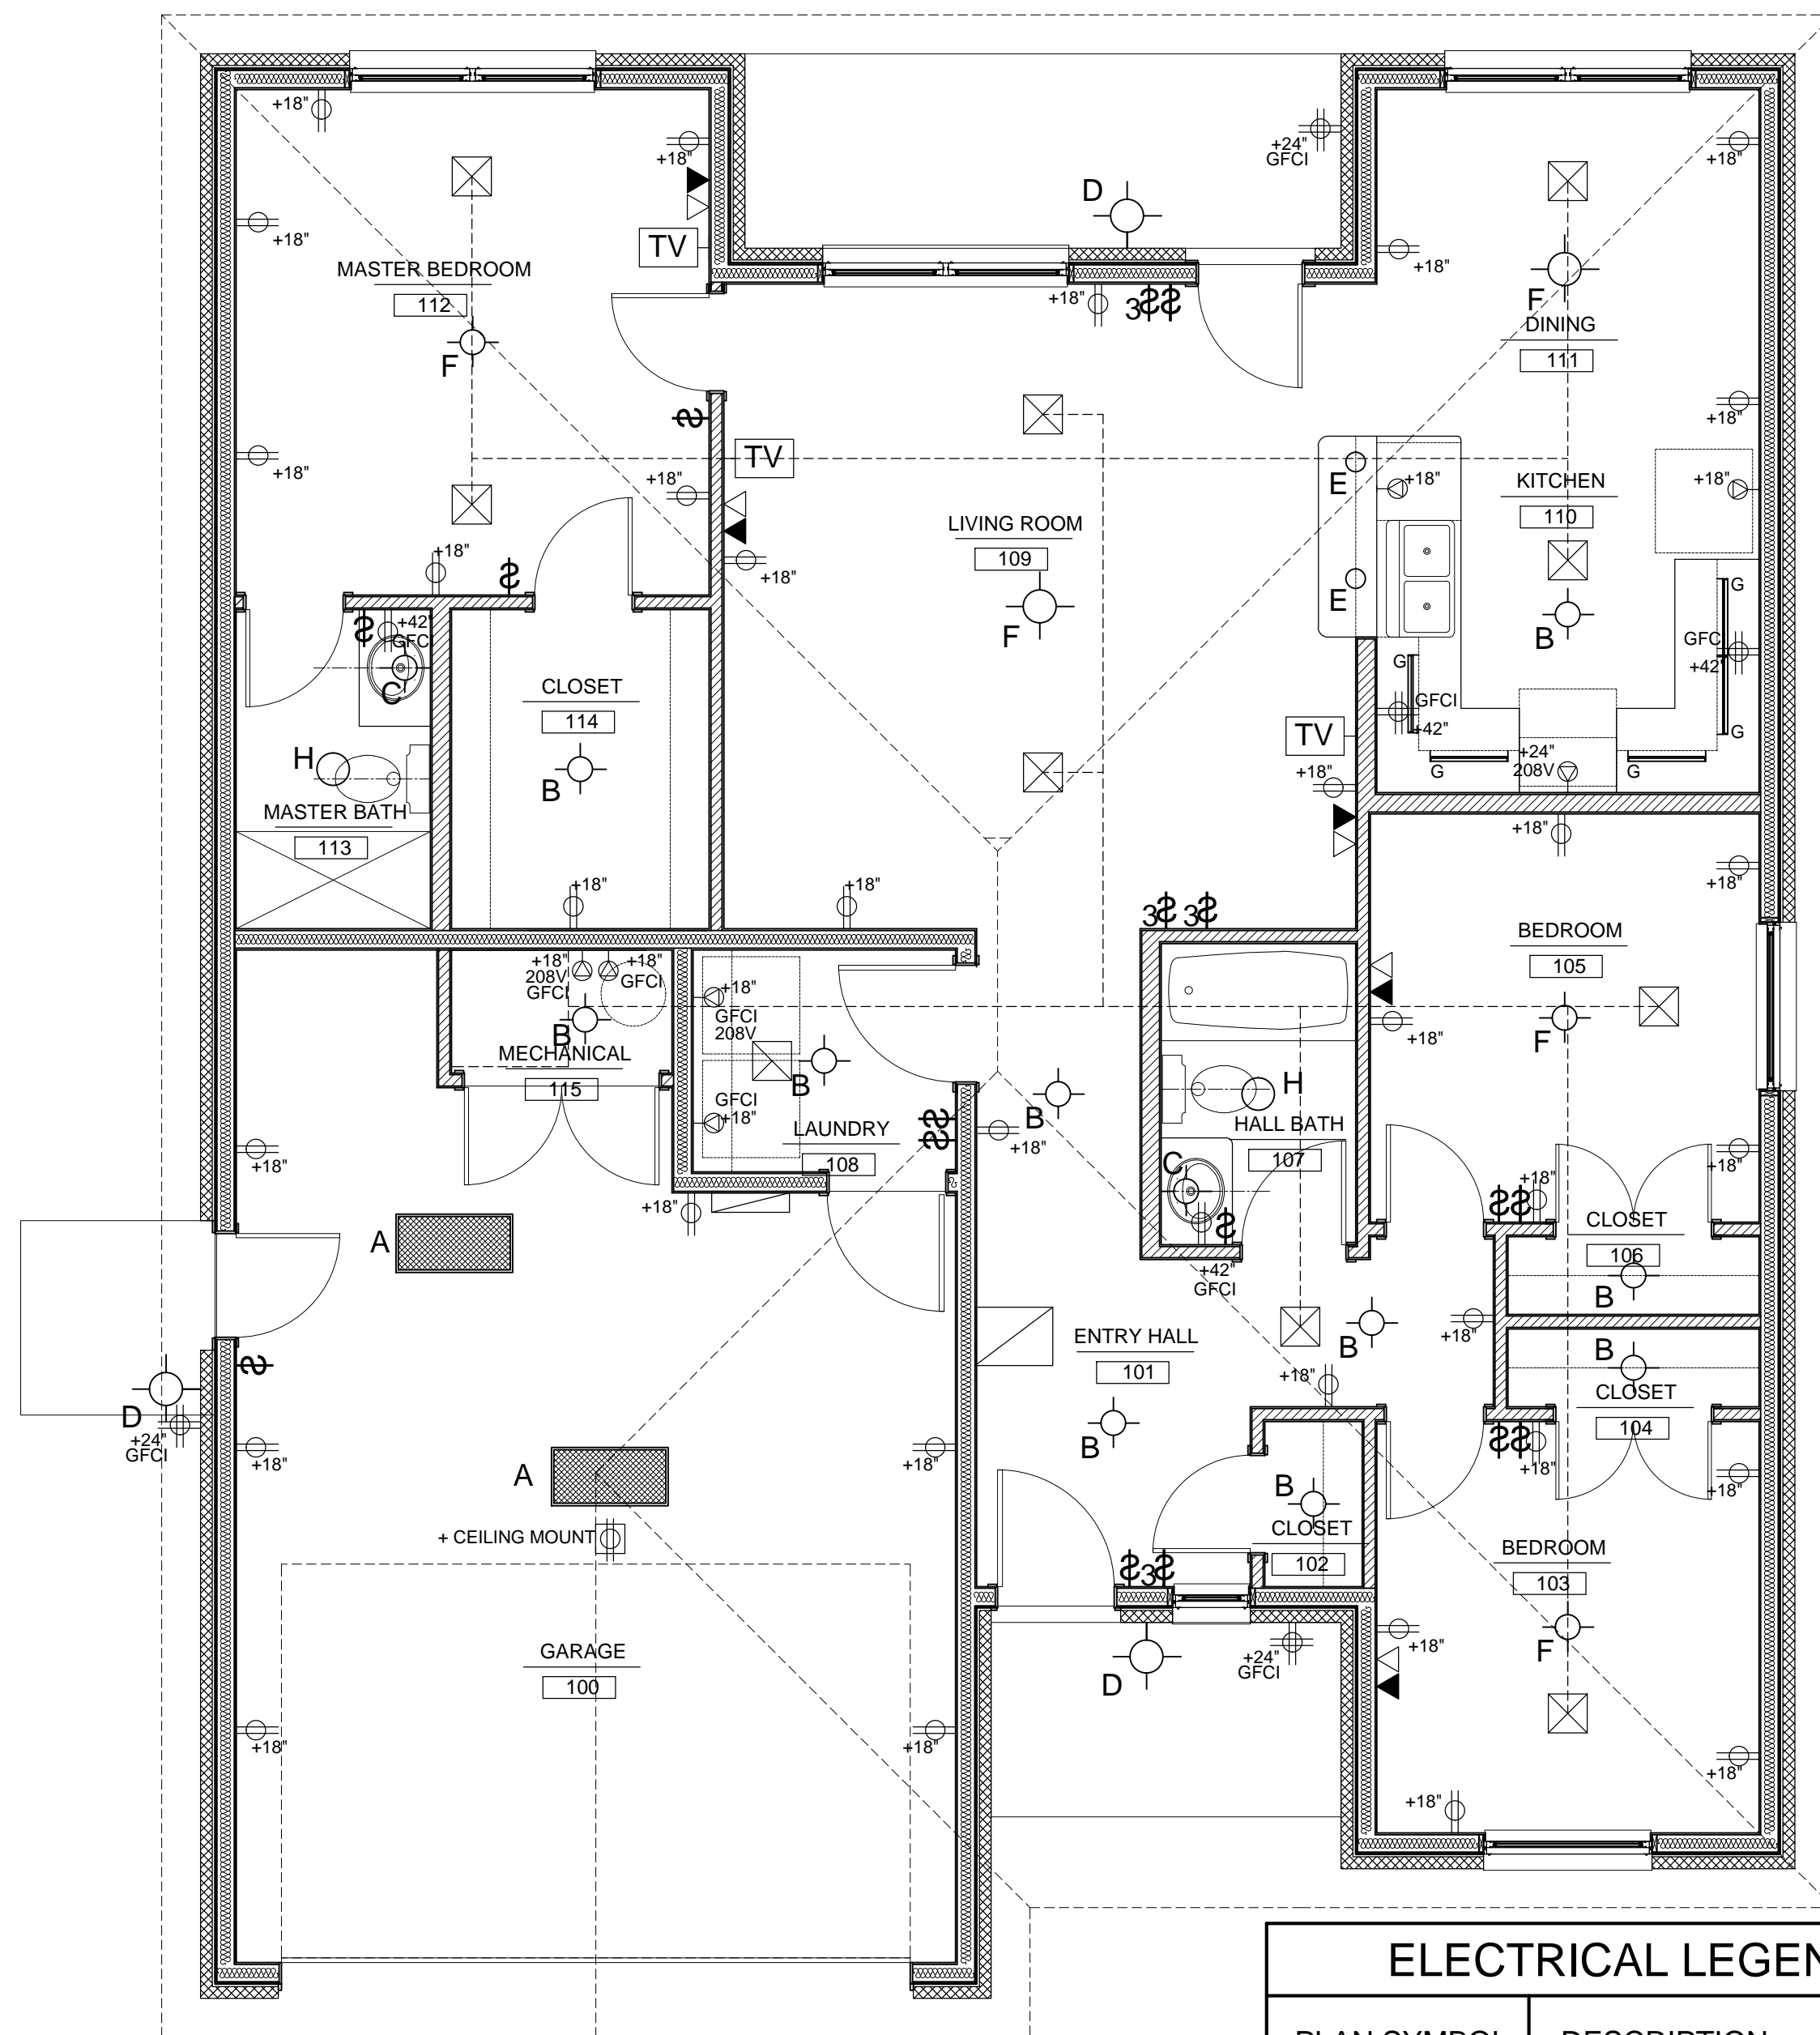 +18"
+18"
+24"
GFCI
+18"
D
+18"
TV
+18"
MASTER BEDROOM
112
+18"
3
F
DINING
111
F
+18"
+18"
TV
+18"
+18"
E
+18"
KITCHEN
110
+18"
LIVING ROOM
109
+18"
+18"
E
G
F
B
+42"
GFCI
C
CLOSET
114
GFC
+42"
G
GFCI
+42"
TV
G
H
B
+18"
G
+24"
208V
G
MASTER BATH
113
+18"
+18"
+18"
+18"
3
3
BEDROOM
105
+18"
208V
GFCI
+18"
GFCI
+18"
GFCI
208V
B
MECHANICAL
115
B
F
+18"
GFCI
+18"
LAUNDRY
108
B
+18"
H
HALL BATH
107
C
+18"
+18"
+18"
+18"
A
CLOSET
106
B
+42"
GFCI
ENTRY HALL
101
B
+18"
B
CLOSET
104
+18"
D
+24"
GFCI
+18"
A
+18"
B
+18"
+18"
B
CLOSET
102
+ CEILING MOUNT
3
BEDROOM
103
F
+18"
GARAGE
100
D
+24"
GFCI
+18"
+18"
+18"
+18"
ELECTRICAL LEGEN
PLAN SYMBOL
DESCRIPTION